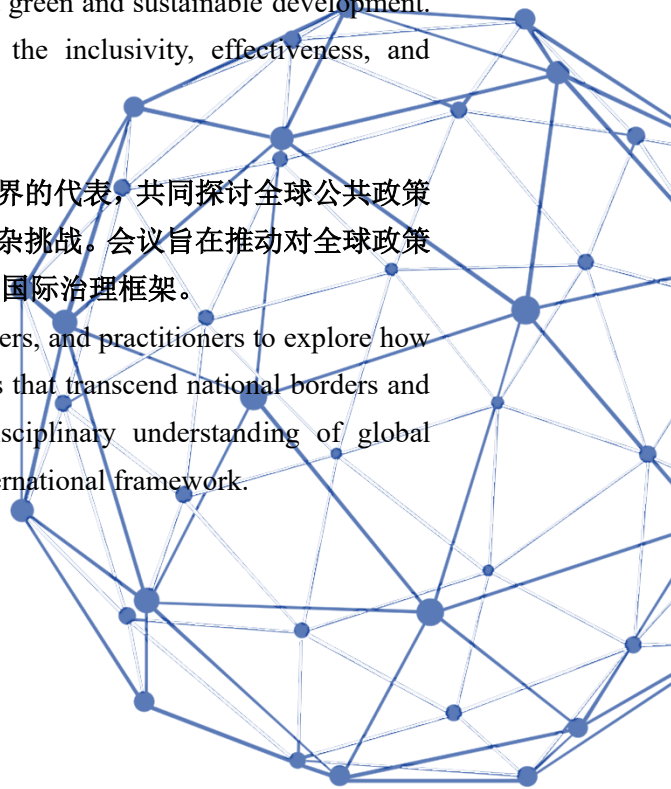 green and sustainable development.
the inclusivity, effectiveness, and
界的代表，共同探讨全球公共政策
杂挑战。会议旨在推动对全球政策
国际治理框架。
ers, and practitioners to explore how
s that transcend national borders and
sciplinary understanding of global
ernational framework.